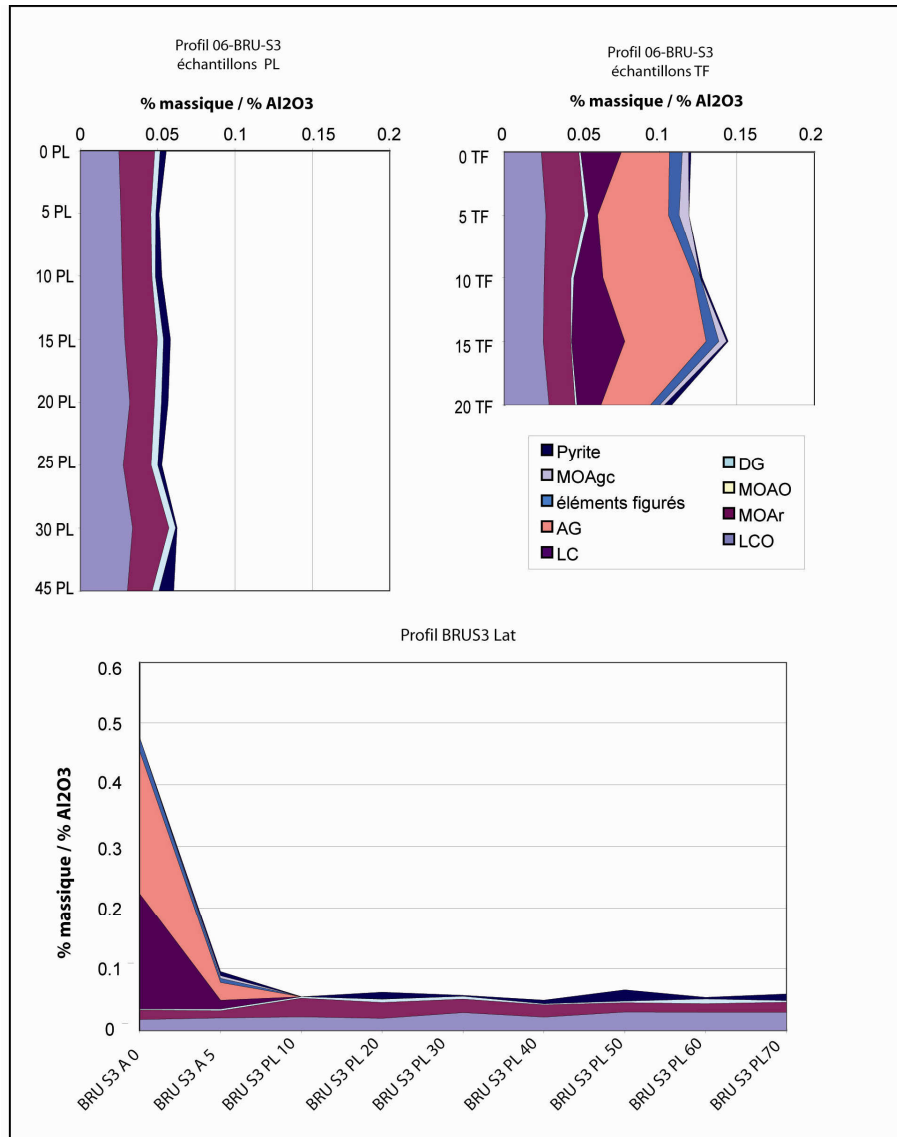 Profil 06-BRU-S3
échantillons PL
% massique / % Al2O3
0 0.05 0.1 0.15 0.2
0 PL
5 PL
10 PL
15 PL
20 PL
25 PL
30 PL
45 PL
Profil 06-BRU-S3
échantillons TF
% massique / % Al2O3
0 0.05 0.1 0.15 0.2
0 TF
5 TF
10 TF
15 TF
20 TF
Pyrite
MOAgc
éléments figurés
AG
LC
DG
MOAO
MOAr
LCO
Profil BRUS3 Lat
% massique / % Al2O3
0.6
0.5
0.4
0.3
0.2
0.1
0
BRU S3 A 0
BRU S3 A 5
BRU S3 PL 10
BRU S3 PL 20
BRU S3 PL 30
BRU S3 PL 40
BRU S3 PL 50
BRU S3 PL 60
BRU S3 PL70